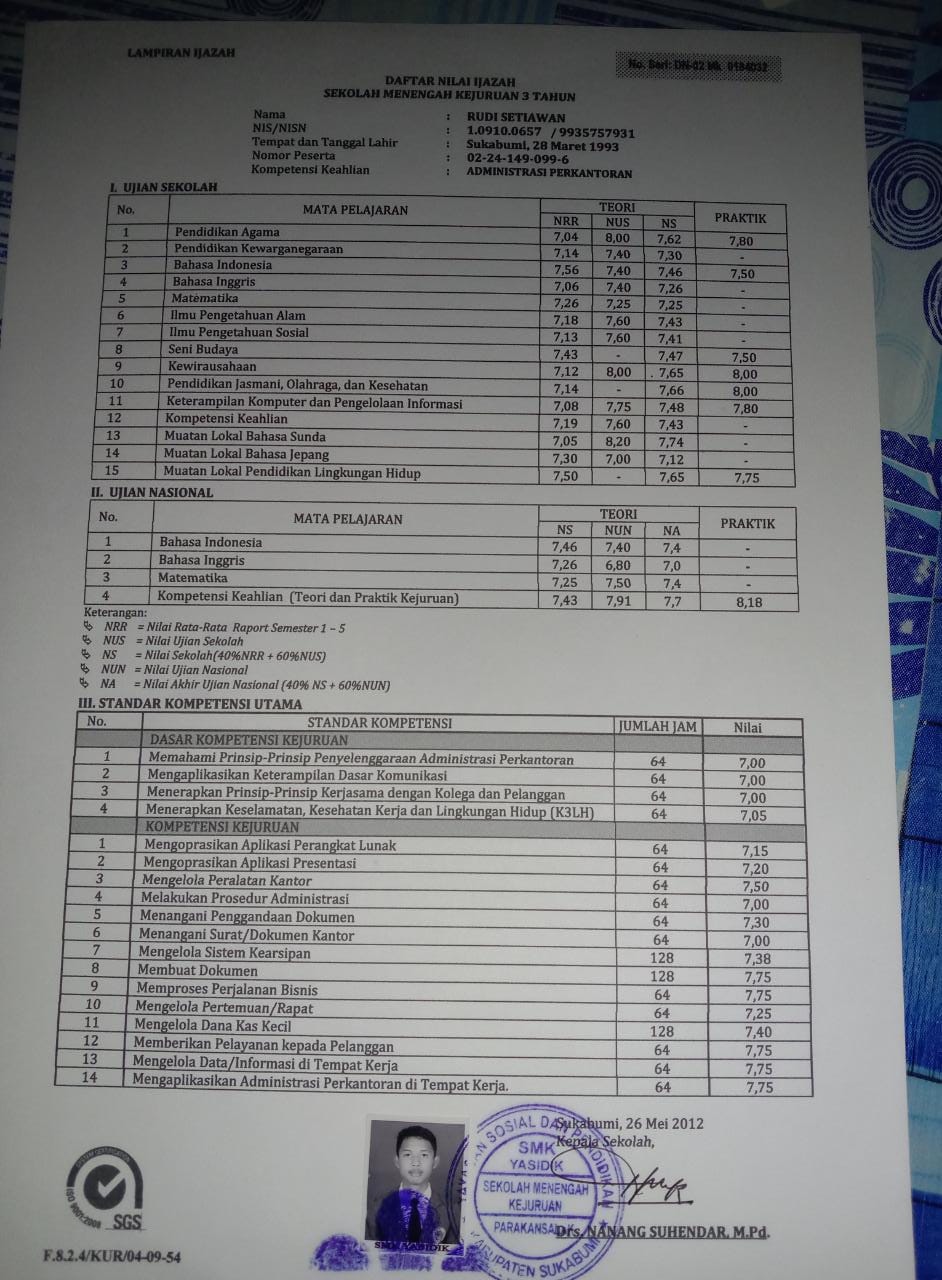 LAMPIRAN IJAZAH
No. Seri: DN-02 Mk 0184032
DAFTAR NILAI IJAZAH
SEKOLAH MENENGAH KEJURUAN 3 TAHUN
Nama : RUDI SETIAWAN
NIS/NISN : 1.0910.0657 / 9935757931
Tempat dan Tanggal Lahir : Sukabumi, 28 Maret 1993
Nomor Peserta : 02-24-149-099-6
Kompetensi Keahlian : ADMINISTRASI PERKANTORAN
I. UJIAN SEKOLAH
No. MATA PELAJARAN TEORI PRAKTIK
NRR NUS NS
1 Pendidikan Agama 7,04 8,00 7,62 7,80
2 Pendidikan Kewarganegaraan 7,14 7,40 7,30 -
3 Bahasa Indonesia 7,56 7,40 7,46 7,50
4 Bahasa Inggris 7,06 7,40 7,26 -
5 Matematika 7,26 7,25 7,25 -
6 Ilmu Pengetahuan Alam 7,18 7,60 7,43 -
7 Ilmu Pengetahuan Sosial 7,13 7,60 7,41 -
8 Seni Budaya 7,43 - 7,47 7,50
9 Kewirausahaan 7,12 8,00 7,65 8,00
10 Pendidikan Jasmani, Olahraga, dan Kesehatan 7,14 - 7,66 8,00
11 Keterampilan Komputer dan Pengelolaan Informasi 7,08 7,75 7,48 7,80
12 Kompetensi Keahlian 7,19 7,60 7,43 -
13 Muatan Lokal Bahasa Sunda 7,05 8,20 7,74 -
14 Muatan Lokal Bahasa Jepang 7,30 7,00 7,12 -
15 Muatan Lokal Pendidikan Lingkungan Hidup 7,50 - 7,65 7,75
II. UJIAN NASIONAL
No. MATA PELAJARAN TEORI PRAKTIK
NS NUN NA
1 Bahasa Indonesia 7,46 7,40 7,4 -
2 Bahasa Inggris 7,26 6,80 7,0 -
3 Matematika 7,25 7,50 7,4 -
4 Kompetensi Keahlian (Teori dan Praktik Kejuruan) 7,43 7,91 7,7 8,18
Keterangan:
NRR = Nilai Rata-Rata Raport Semester 1 – 5
NUS = Nilai Ujian Sekolah
NS = Nilai Sekolah(40%NRR + 60%NUS)
NUN = Nilai Ujian Nasional
NA = Nilai Akhir Ujian Nasional (40% NS + 60%NUN)
III. STANDAR KOMPETENSI UTAMA
No. STANDAR KOMPETENSI JUMLAH JAM Nilai
DASAR KOMPETENSI KEJURUAN
1 Memahami Prinsip-Prinsip Penyelenggaraan Administrasi Perkantoran 64 7,00
2 Mengaplikasikan Keterampilan Dasar Komunikasi 64 7,00
3 Menerapkan Prinsip-Prinsip Kerjasama dengan Kolega dan Pelanggan 64 7,00
4 Menerapkan Keselamatan, Kesehatan Kerja dan Lingkungan Hidup (K3LH) 64 7,05
KOMPETENSI KEJURUAN
1 Mengoprasikan Aplikasi Perangkat Lunak 64 7,15
2 Mengoprasikan Aplikasi Presentasi 64 7,20
3 Mengelola Peralatan Kantor 64 7,50
4 Melakukan Prosedur Administrasi 64 7,00
5 Menangani Penggandaan Dokumen 64 7,30
6 Menangani Surat/Dokumen Kantor 64 7,00
7 Mengelola Sistem Kearsipan 128 7,38
8 Membuat Dokumen 128 7,75
9 Memproses Perjalanan Bisnis 64 7,75
10 Mengelola Pertemuan/Rapat 64 7,25
11 Mengelola Dana Kas Kecil 128 7,40
12 Memberikan Pelayanan kepada Pelanggan 64 7,75
13 Mengelola Data/Informasi di Tempat Kerja 64 7,75
14 Mengaplikasikan Administrasi Perkantoran di Tempat Kerja. 64 7,75
Sukabumi, 26 Mei 2012
Kepala Sekolah,
SOSIAL DAN PENDIDIKAN
SMK
YASIDIK
SEKOLAH MENENGAH
KEJURUAN
PARAKANSALAK
KABUPATEN SUKABUMI
Drs. NANANG SUHENDAR. M.Pd.
SMK YASIDIK
ISO 9001:2008
SGS
F.8.2.4/KUR/04-09-54